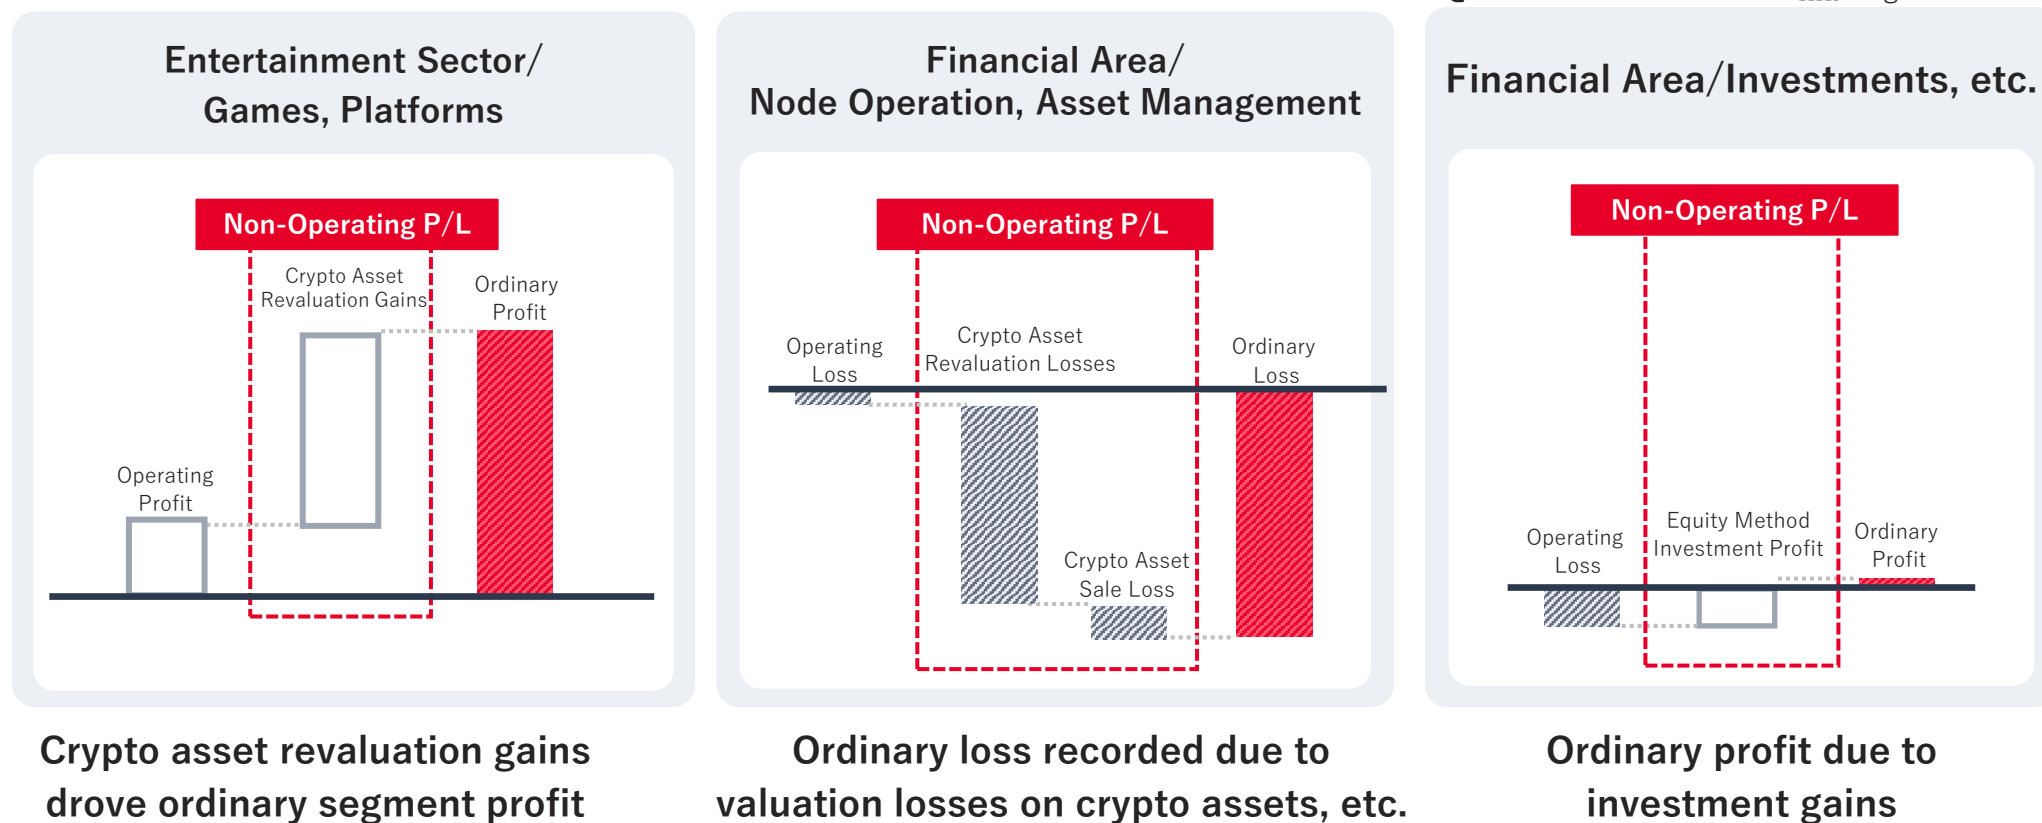 Entertainment Sector/
Games, Platforms
Non-Operating P/L
Crypto Asset
Revaluation Gains
Ordinary
Profit
Operating
Profit
Crypto asset revaluation gains
drove ordinary segment profit
Financial Area/
Node Operation, Asset Management
Non-Operating P/L
Operating
Loss
Crypto Asset
Revaluation Losses
Ordinary
Loss
Crypto Asset
Sale Loss
Ordinary loss recorded due to
valuation losses on crypto assets, etc.
Financial Area/Investments, etc.
Non-Operating P/L
Operating
Loss
Equity Method
Investment Profit
Ordinary
Profit
Ordinary profit due to
investment gains